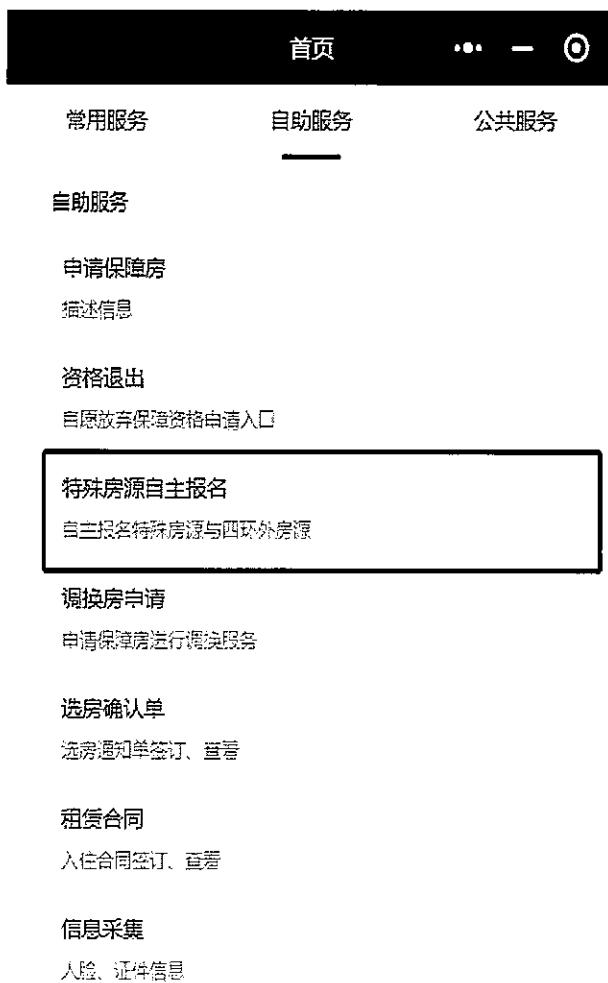 首页
常用服务 自助服务 公共服务
自助服务
申请保障房
描述信息
资格退出
自愿放弃保障资格申请入口
特殊房源自主报名
自主报名特殊房源与四环外房源
调换房申请
申请保障房进行调换服务
选房确认单
选房通知单签订、查看
租赁合同
入住合同签订、查看
信息采集
人脸、证件信息